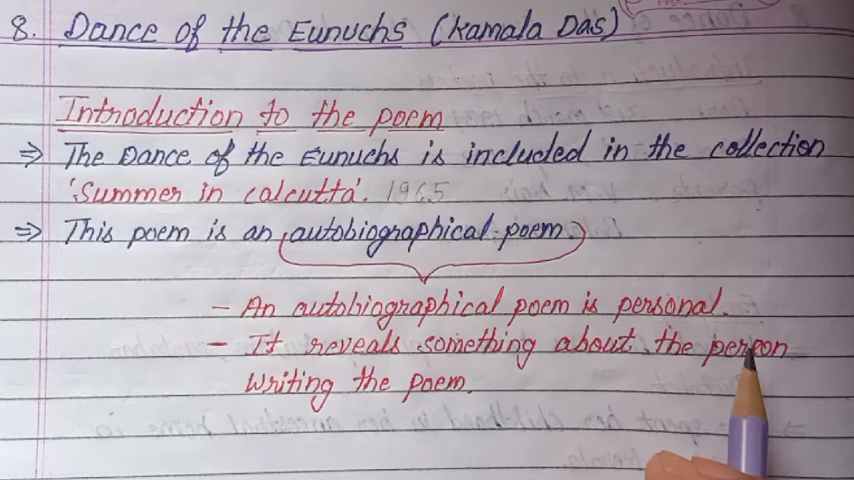 8. Dance of the Eunuchs (Kamala Das)
Introduction to the poem
⇒ The Dance of the Eunuchs is included in the collection
'Summer in calcutta'. 1965
⇒ This poem is an autobiographical poem.
- An autobiographical poem is personal.
- It reveals something about the person
writing the poem.